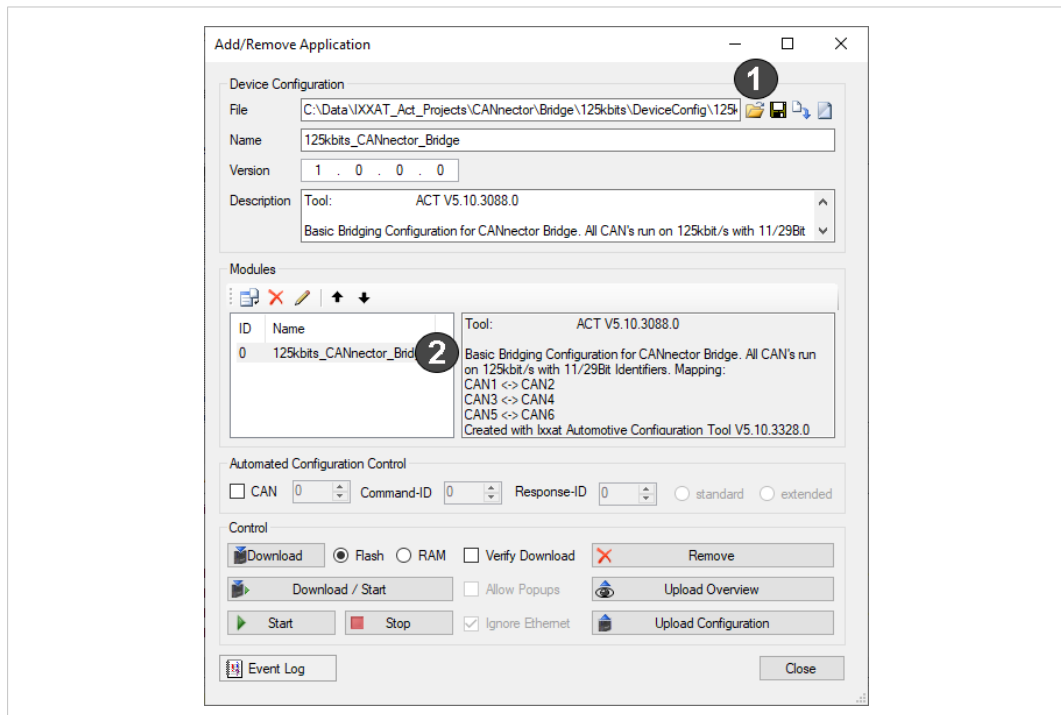 Add/Remove Application
1
Device Configuration
File C:\Data\IXXAT_Act_Projects\CANnector\Bridge\125kbits\DeviceConfig\125k
Name 125kbits_CANnector_Bridge
Version 1 . 0 . 0 . 0
Description Tool: ACT V5.10.3088.0
Basic Bridging Configuration for CANnector Bridge. All CAN's run on 125kbit/s with 11/29Bit
Modules
ID Name
0 125kbits_CANnector_Brid
2
Tool: ACT V5.10.3088.0
Basic Bridging Configuration for CANnector Bridge. All CAN's run
on 125kbit/s with 11/29Bit Identifiers. Mapping:
CAN1 <-> CAN2
CAN3 <-> CAN4
CAN5 <-> CAN6
Created with Ixxat Automotive Configuration Tool V5.10.3328.0
Automated Configuration Control
CAN 0 Command-ID 0 Response-ID 0 standard extended
Control
Download Flash RAM Verify Download Remove
Download / Start Allow Popups Upload Overview
Start Stop Ignore Ethernet Upload Configuration
Event Log Close